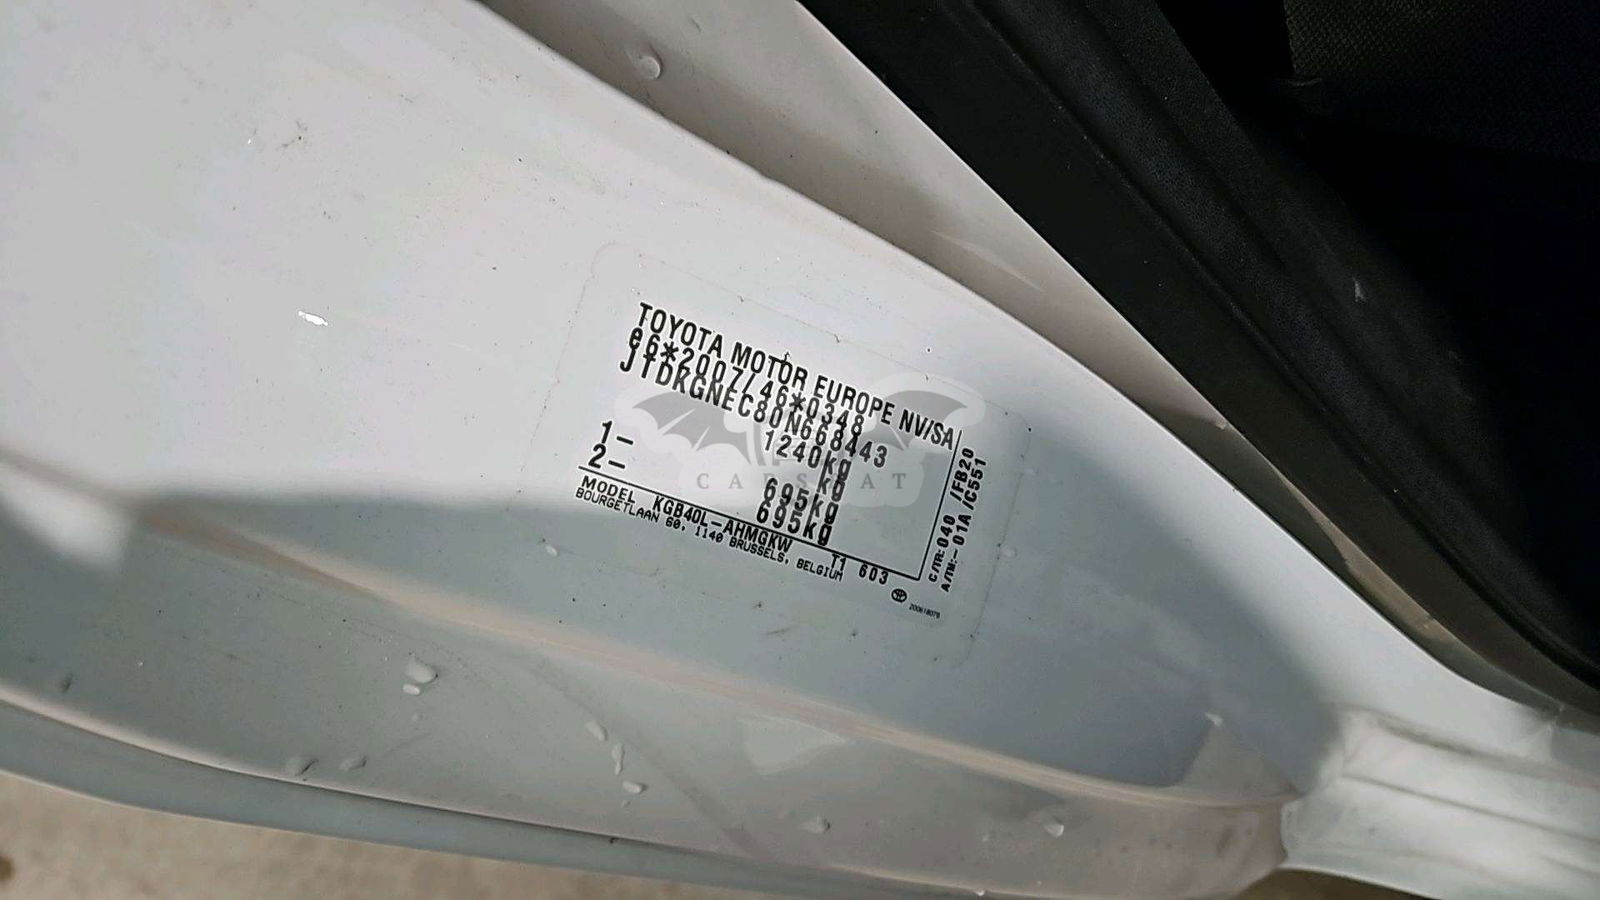 TOYOTA MOTOR EUROPE NV/SA
e6*2007/46*0348
JTDKGNEC80N668443
1240kg
kg
1- 695kg
2- 695kg
C/TR: 040 /FB20
A/TM:-01A /C551
MODEL KGB40L-AHMGKW T1 603
BOURGETLAAN 60, 1140 BRUSSELS, BELGIUM